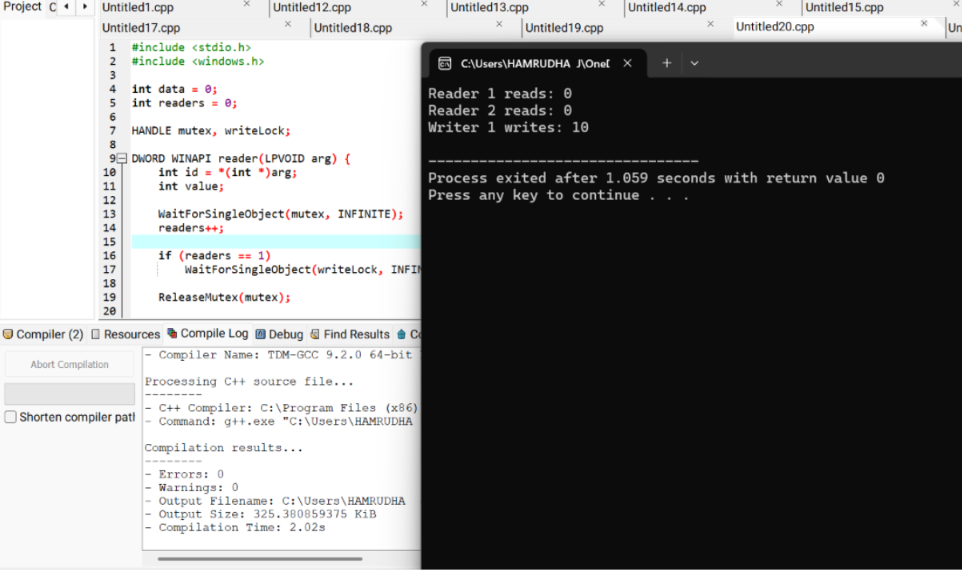 Project C
Untitled1.cpp Untitled12.cpp Untitled13.cpp Untitled14.cpp Untitled15.cpp
Untitled17.cpp Untitled18.cpp Untitled19.cpp Untitled20.cpp Un
1 #include <stdio.h>
2 #include <windows.h>
3
4 int data = 0;
5 int readers = 0;
6
7 HANDLE mutex, writeLock;
8
9 DWORD WINAPI reader(LPVOID arg) {
10 int id = *(int *)arg;
11 int value;
12
13 WaitForSingleObject(mutex, INFINITE);
14 readers++;
15
16 if (readers == 1)
17 WaitForSingleObject(writeLock, INFIN
18
19 ReleaseMutex(mutex);
20
C:\Users\HAMRUDHA J\OneD
Reader 1 reads: 0
Reader 2 reads: 0
Writer 1 writes: 10
--------------------------------
Process exited after 1.059 seconds with return value 0
Press any key to continue . . .
Compiler (2) Resources Compile Log Debug Find Results Co
Abort Compilation
Shorten compiler path
- Compiler Name: TDM-GCC 9.2.0 64-bit
Processing C++ source file...
--------
- C++ Compiler: C:\Program Files (x86)
- Command: g++.exe "C:\Users\HAMRUDHA
Compilation results...
--------
- Errors: 0
- Warnings: 0
- Output Filename: C:\Users\HAMRUDHA
- Output Size: 325.380859375 KiB
- Compilation Time: 2.02s